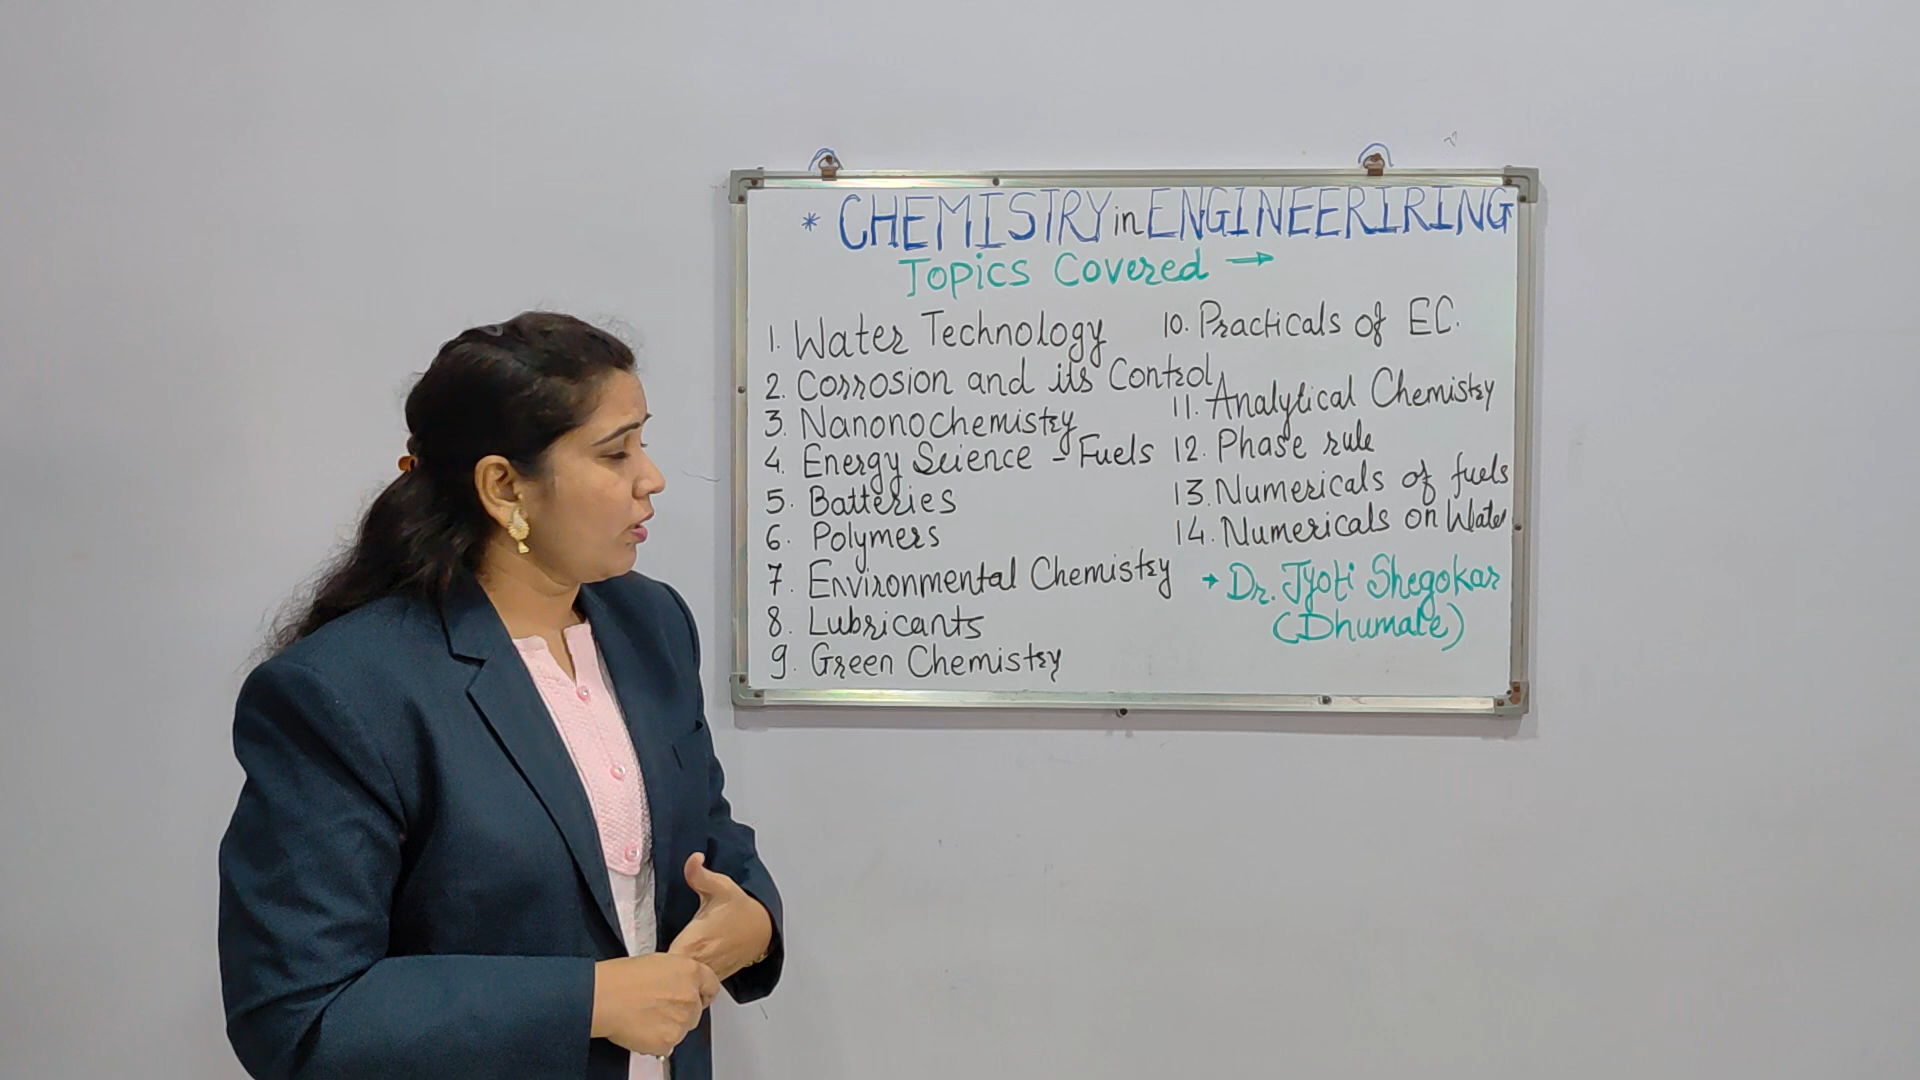 * CHEMISTRY in ENGINEERIRING
Topics Covered →
1. Water Technology
2. Corrosion and its Control
3. Nanonochemistry
4. Energy Science - Fuels
5. Batteries
6. Polymers
7. Environmental Chemistry
8. Lubricants
9. Green Chemistry
10. Practicals of EC.
11. Analytical Chemistry
12. Phase rule
13. Numericals of fuels
14. Numericals on Water
→ Dr. Jyoti Shegokar
(Dhumale)